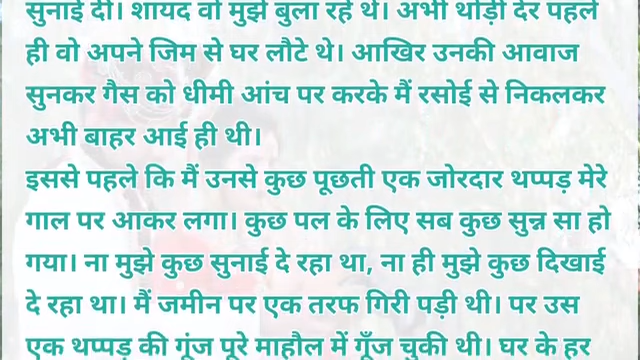 सुनाई दी। शायद वो मुझे बुला रहे थे। अभी थोड़ी देर पहले
ही वो अपने जिम से घर लौटे थे। आखिर उनकी आवाज
सुनकर गैस को धीमी आंच पर करके मैं रसोई से निकलकर
अभी बाहर आई ही थी।
इससे पहले कि मैं उनसे कुछ पूछती एक जोरदार थप्पड़ मेरे
गाल पर आकर लगा। कुछ पल के लिए सब कुछ सुन्न सा हो
गया। ना मुझे कुछ सुनाई दे रहा था, ना ही मुझे कुछ दिखाई
दे रहा था। मैं जमीन पर एक तरफ गिरी पड़ी थी। पर उस
एक थप्पड़ की गूंज पूरे माहौल में गूँज चुकी थी। घर के हर